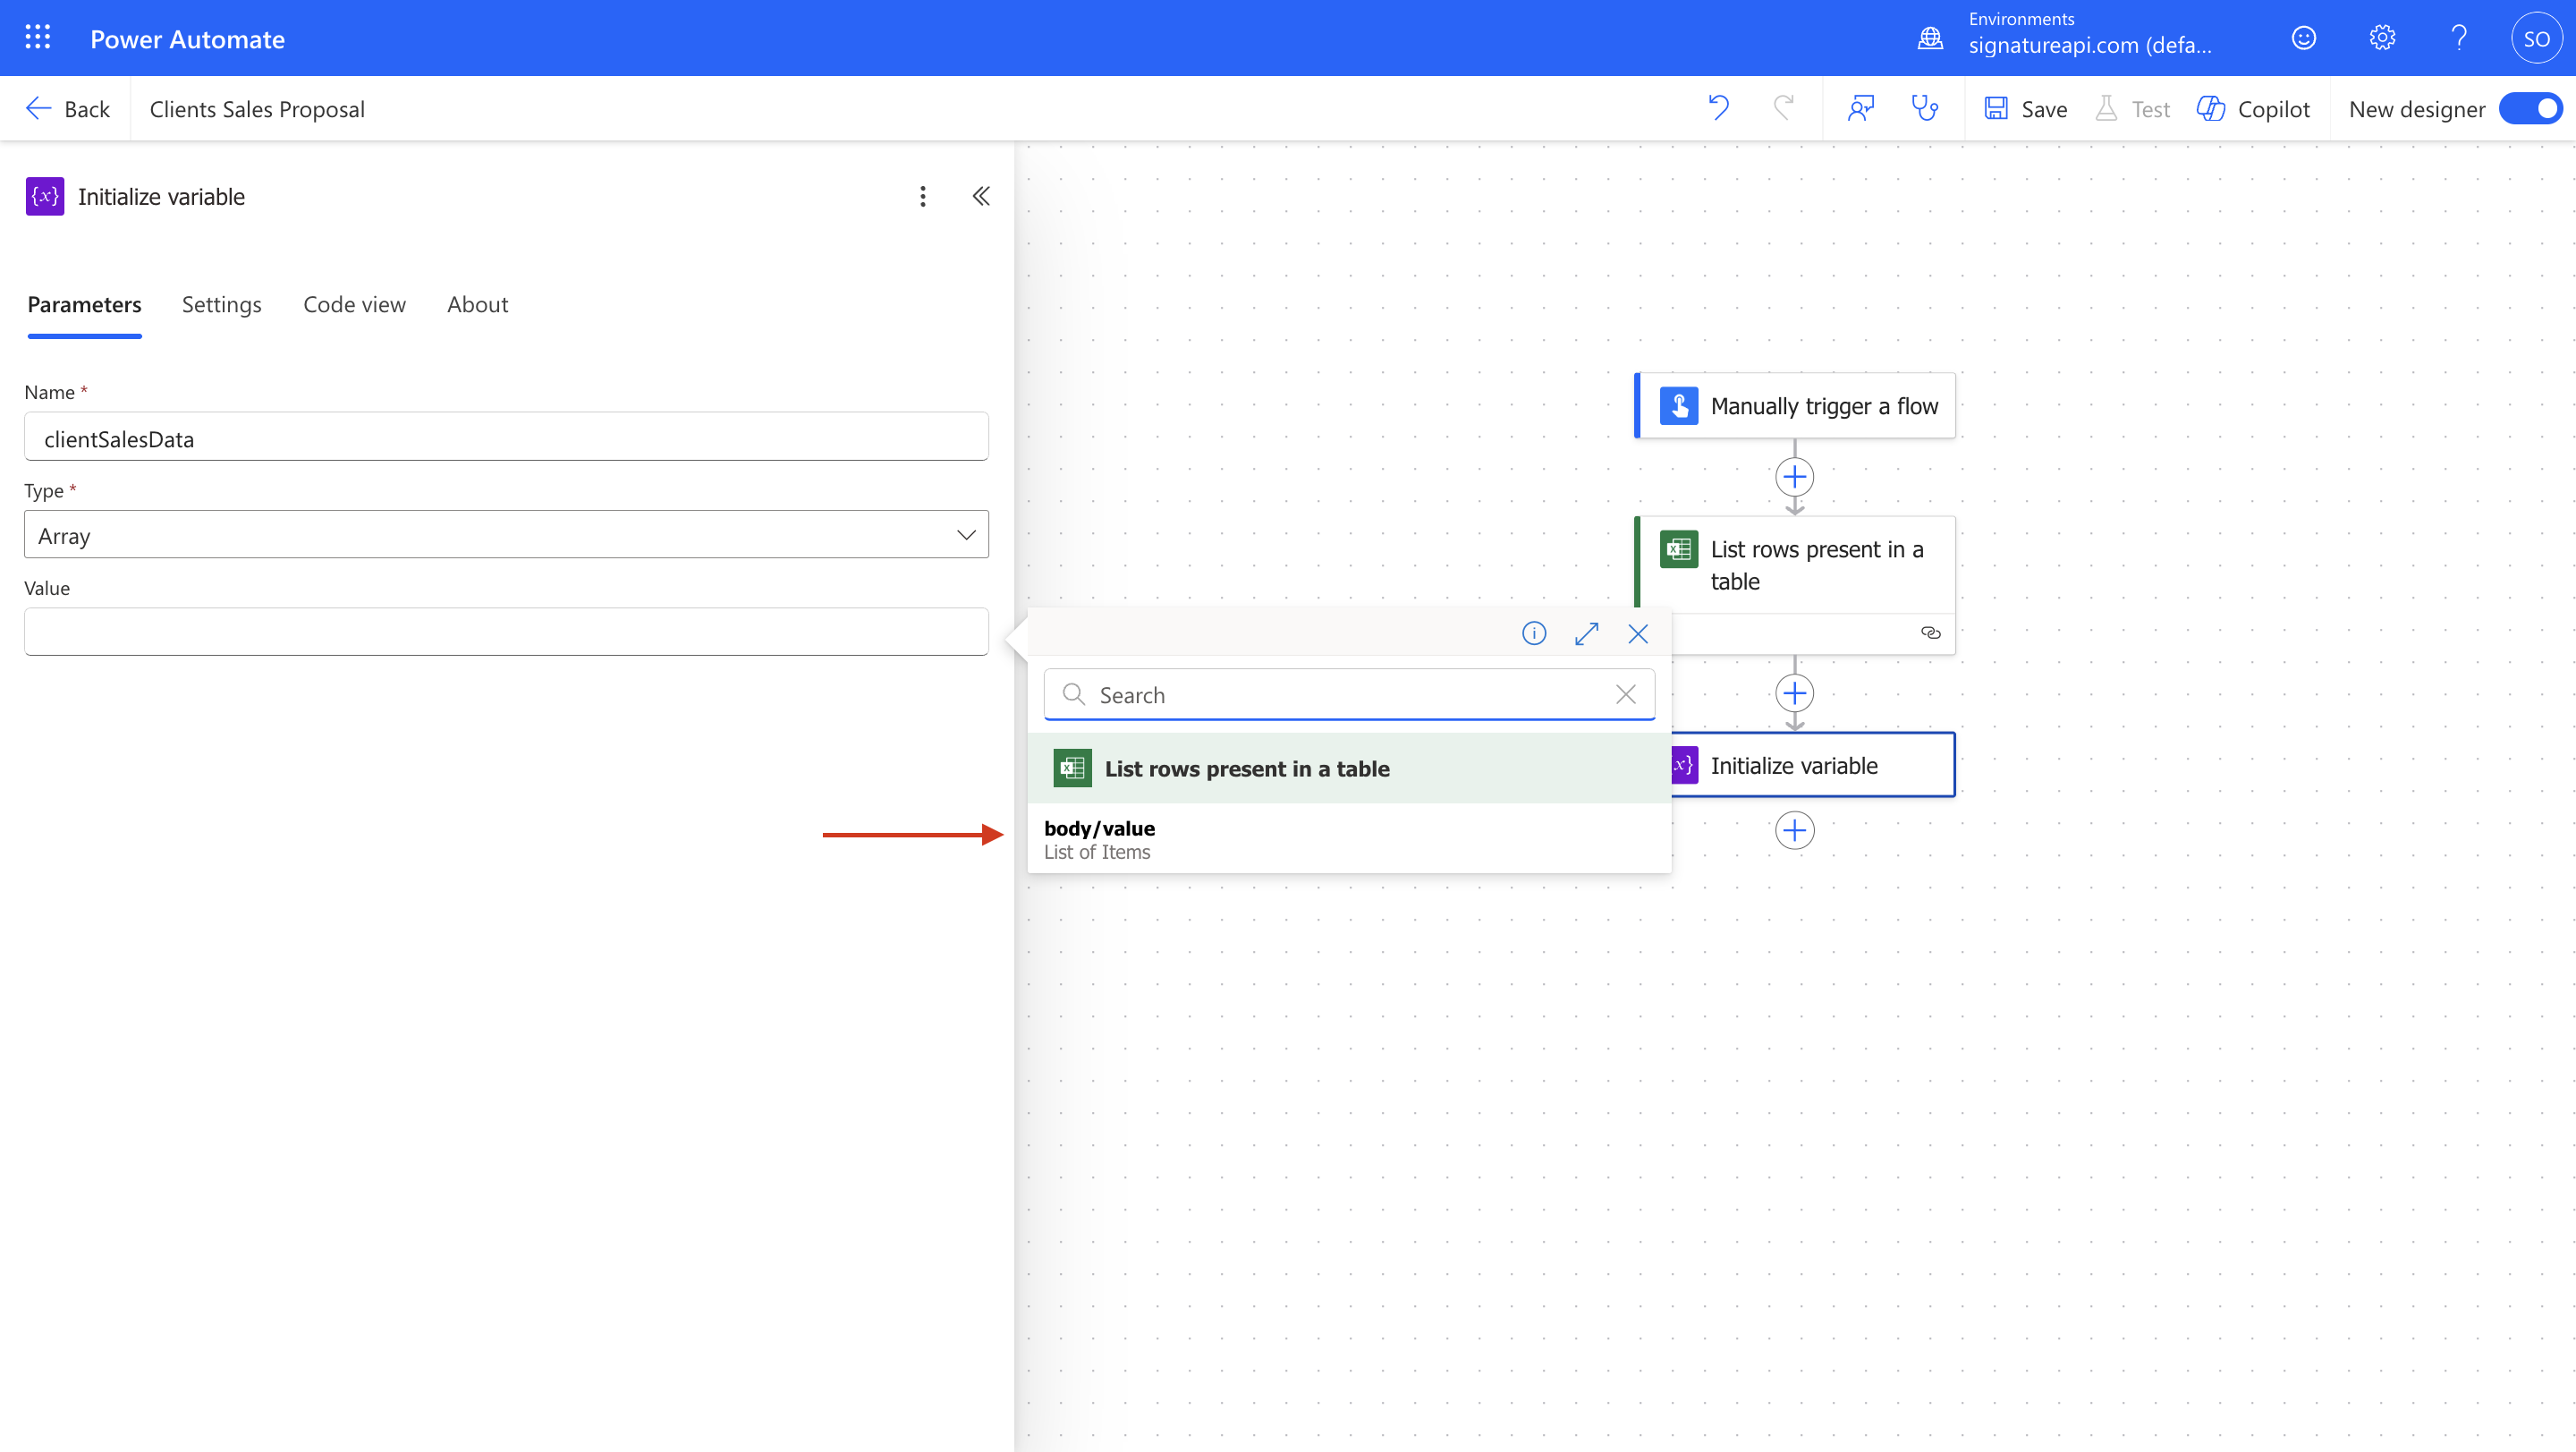 Power Automate
Environments
signatureapi.com (defa...
SO
Back
Clients Sales Proposal
Save
Test
Copilot
New designer
{x}
Initialize variable
Parameters
Settings
Code view
About
Name *
clientSalesData
Type *
Array
Value
Manually trigger a flow
List rows present in a
table
Search
List rows present in a table
body/value
List of Items
x}
Initialize variable